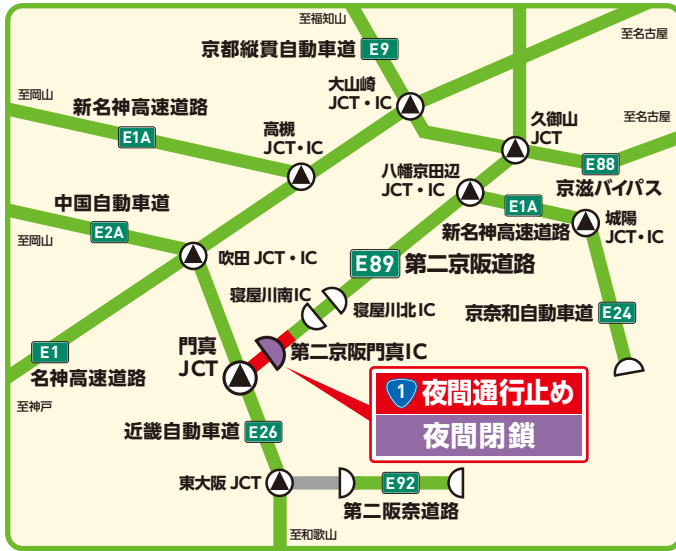 至福知山
京都縦貫自動車道 E9
至名古屋
大山崎
JCT・IC
至岡山
新名神高速道路
E1A
高槻
JCT・IC
久御山
JCT
至名古屋
E88
京滋バイパス
八幡京田辺
JCT・IC
E1A
新名神高速道路
城陽
JCT・IC
中国自動車道
E2A
至岡山
吹田 JCT・IC
E89 第二京阪道路
寝屋川南IC
寝屋川北IC
京奈和自動車道 E24
E1
名神高速道路
至神戸
門真
JCT
第二京阪門真IC
1 夜間通行止め
夜間閉鎖
近畿自動車道 E26
東大阪 JCT
E92
第二阪奈道路
至和歌山